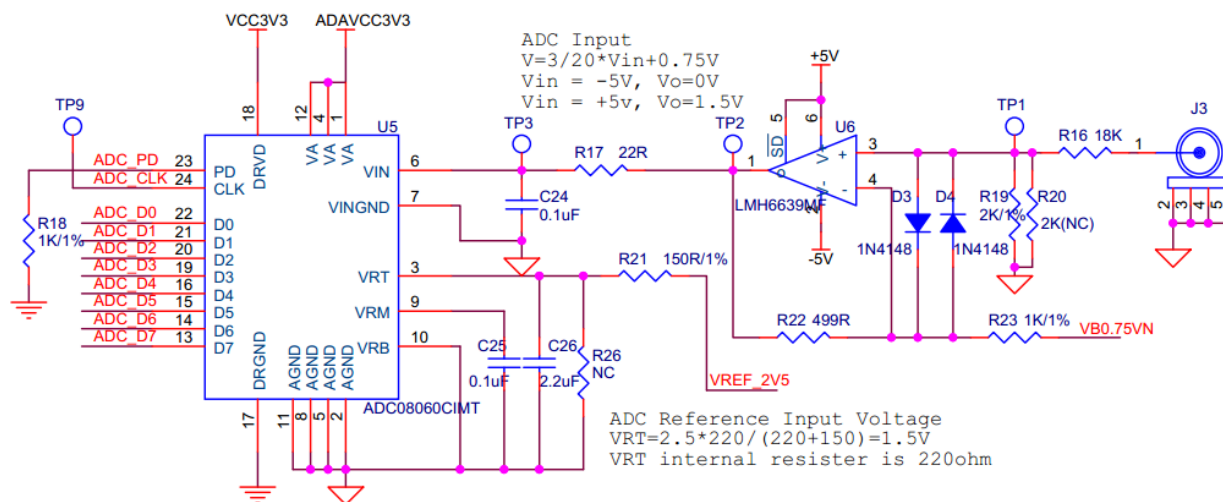 VCC3V3
ADAVCC3V3
ADC Input
V=3/20*Vin+0.75V
Vin = -5V, Vo=0V
Vin = +5v, Vo=1.5V
+5V
TP9
TP3
TP2
TP1
J3
18
12
4
1
U5
5
6
U6
R16 18K
1
ADC_PD
23
PD
DRVD
VA
VA
VA
VIN
6
R17
22R
1
SD
V+
+
3
ADC_CLK
24
CLK
R18
1K/1%
ADC_D0
22
D0
VINGND
7
C24
0.1uF
-
4
V-
2
LMH6639MF
D3
D4
R19
2K/1%
R20
2K(NC)
2
3
4
5
ADC_D1
21
D1
ADC_D2
20
D2
1N4148
1N4148
-5V
ADC_D3
19
D3
VRT
3
R21
150R/1%
ADC_D4
16
D4
ADC_D5
15
D5
VRM
9
ADC_D6
14
D6
ADC_D7
13
D7
VRB
10
R22 499R
R23 1K/1%
VB0.75VN
C25
0.1uF
C26
2.2uF
R26
NC
VREF_2V5
DRGND
AGND
AGND
AGND
AGND
ADC08060CIMT
17
11
8
5
2
ADC Reference Input Voltage
VRT=2.5*220/(220+150)=1.5V
VRT internal resister is 220ohm